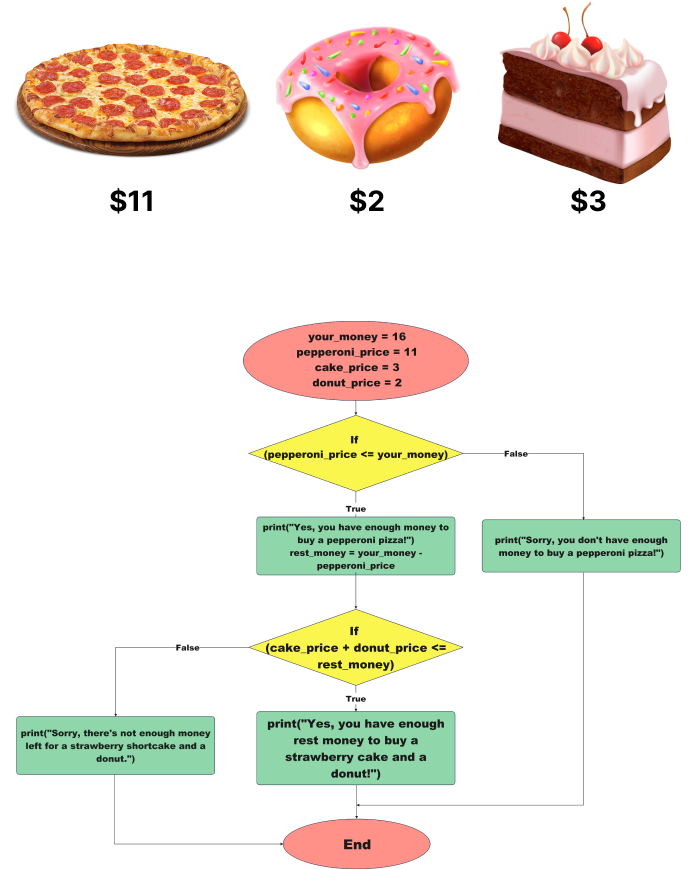 $11
$2
$3
your_money = 16
pepperoni_price = 11
cake_price = 3
donut_price = 2
If
(pepperoni_price <= your_money)
False
True
print("Yes, you have enough money to
buy a pepperoni pizza!")
rest_money = your_money -
pepperoni_price
print("Sorry, you don't have enough
money to buy a pepperoni pizza!")
If
(cake_price + donut_price <=
rest_money)
False
True
print("Sorry, there's not enough money
left for a strawberry shortcake and a
donut.")
print("Yes, you have enough
rest money to buy a
strawberry cake and a
donut!")
End